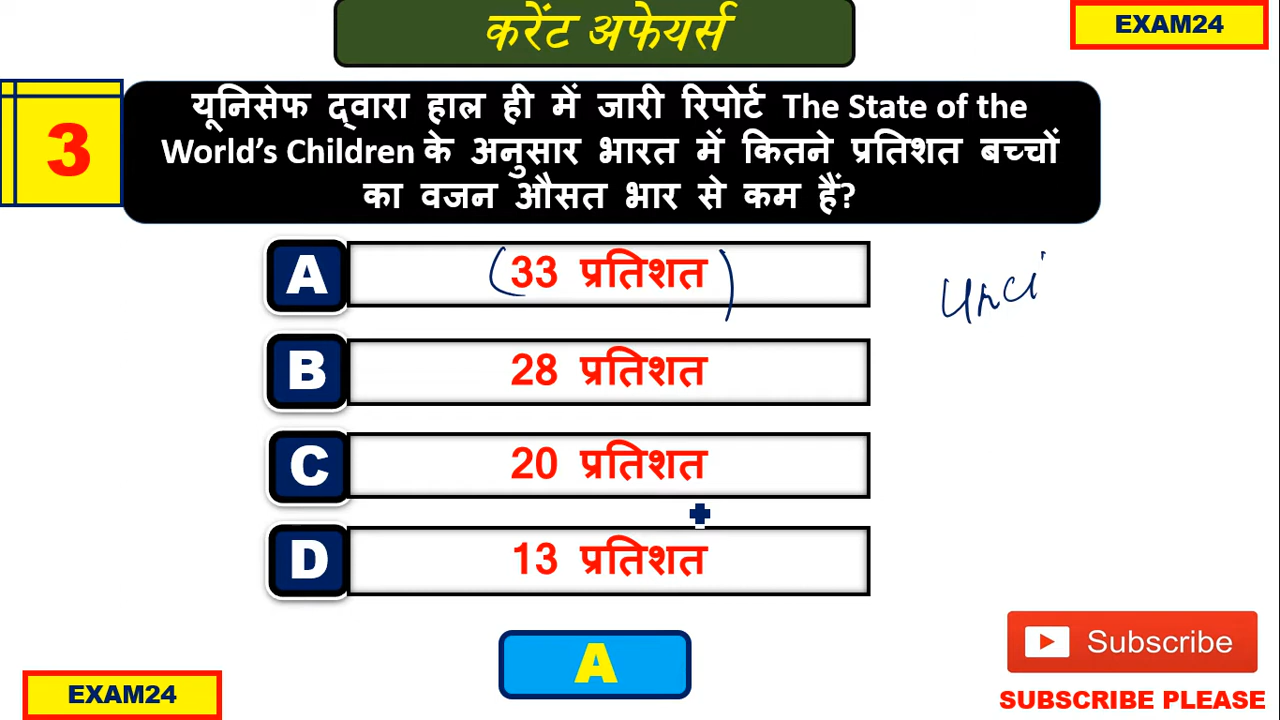 करेंट अफेयर्स
EXAM24
3
यूनिसेफ द्वारा हाल ही में जारी रिपोर्ट The State of the
World's Children के अनुसार भारत में कितने प्रतिशत बच्चों
का वजन औसत भार से कम हैं?
A
(33 प्रतिशत)
B
28 प्रतिशत
C
20 प्रतिशत
D
13 प्रतिशत
A
Subscribe
EXAM24
SUBSCRIBE PLEASE